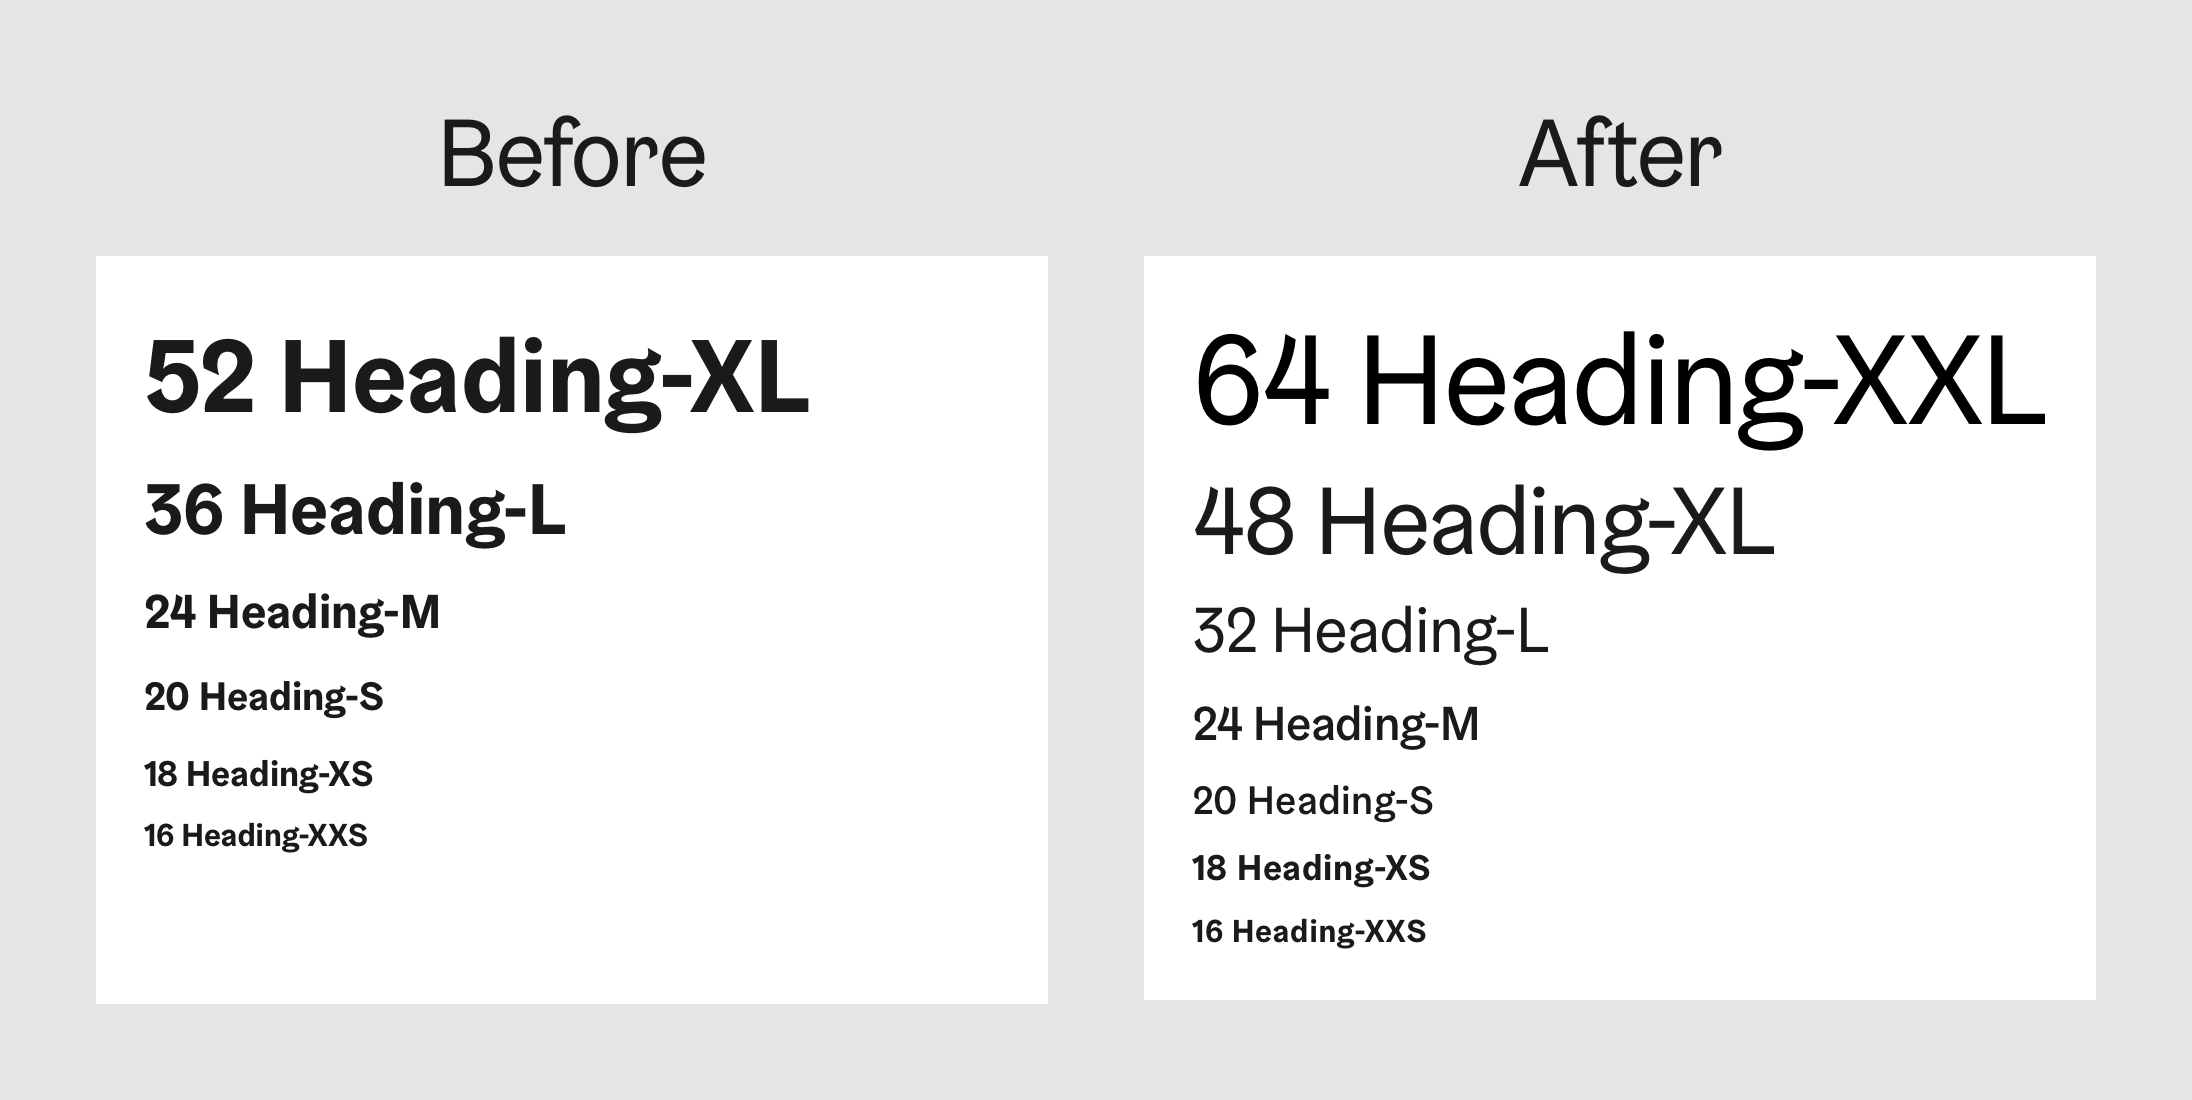 Before
52 Heading-XL
36 Heading-L
24 Heading-M
20 Heading-S
18 Heading-XS
16 Heading-XXS
After
64 Heading-XXL
48 Heading-XL
32 Heading-L
24 Heading-M
20 Heading-S
18 Heading-XS
16 Heading-XXS